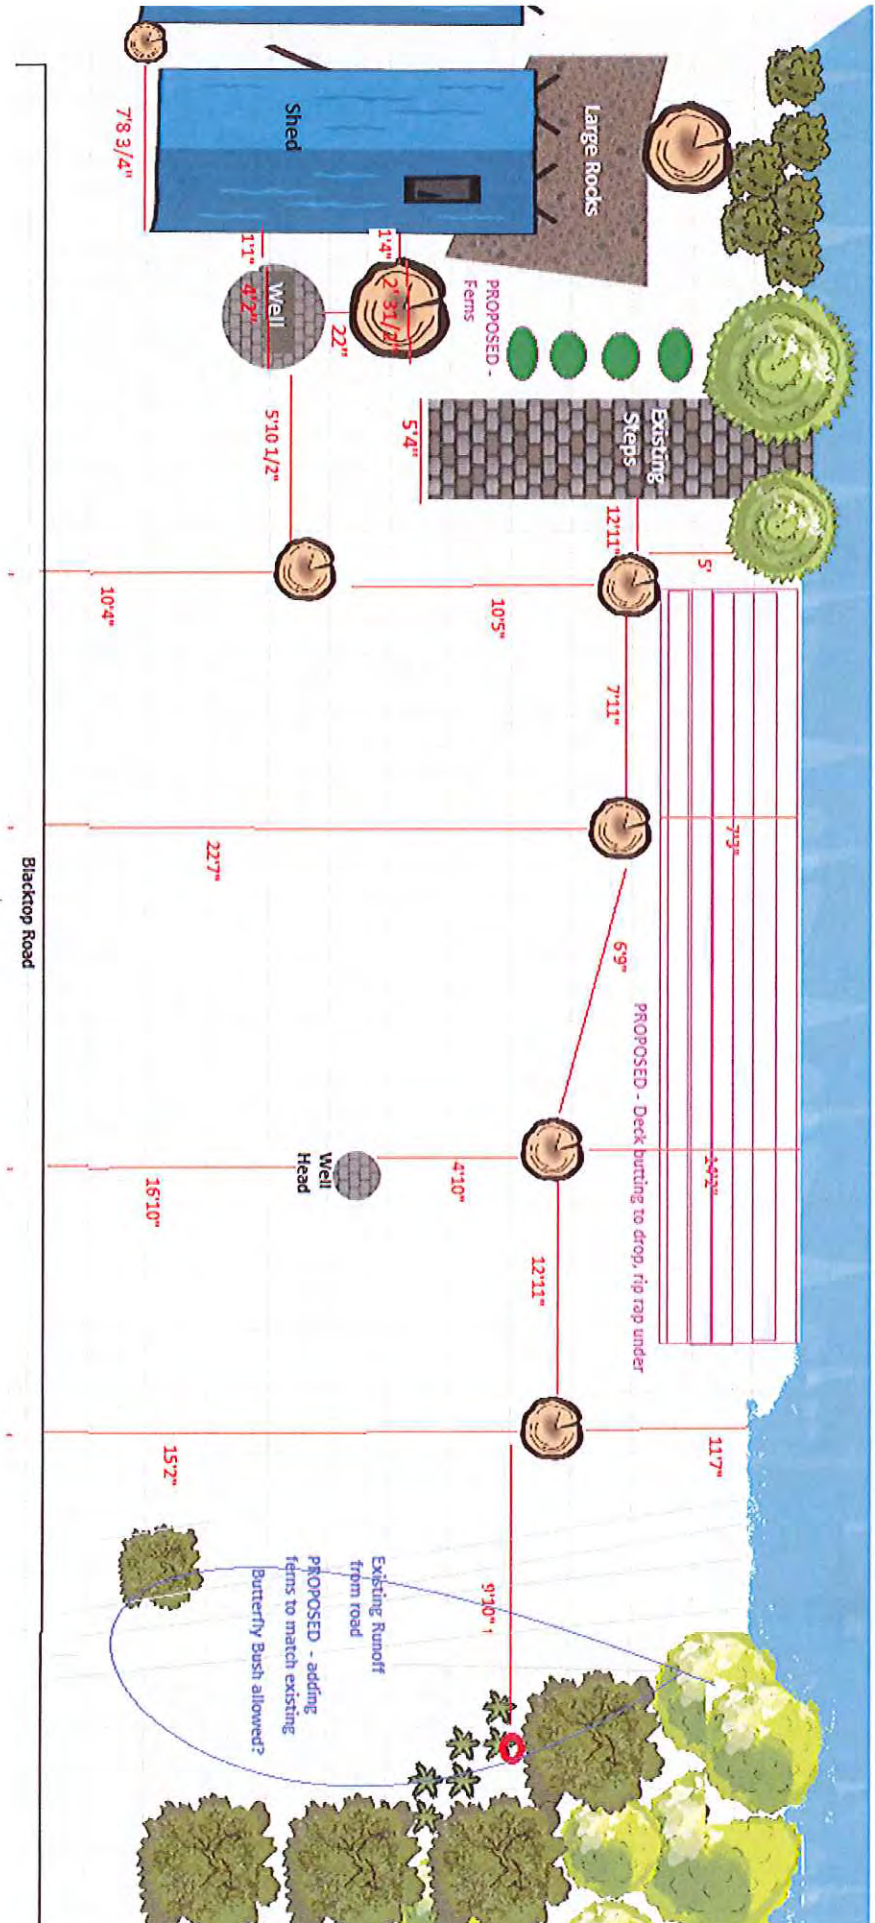 Large Rocks
Shed
7'8 3/4"
1'1"
1'4"
2' 3 1/2"
Well
4'2"
22"
PROPOSED -
Ferns
Existing
Steps
5'4"
5'10 1/2"
12'11"
5'
10'4"
10'5"
7'11"
7'3"
22'7"
6'9"
PROPOSED - Deck butting to drop, rip rap under
14'2"
Well
Head
4'10"
16'10"
12'11"
11'7"
15'2"
9'10"
Existing Runoff
from road
PROPOSED - adding
ferns to match existing
Butterfly Bush allowed?
Blacktop Road